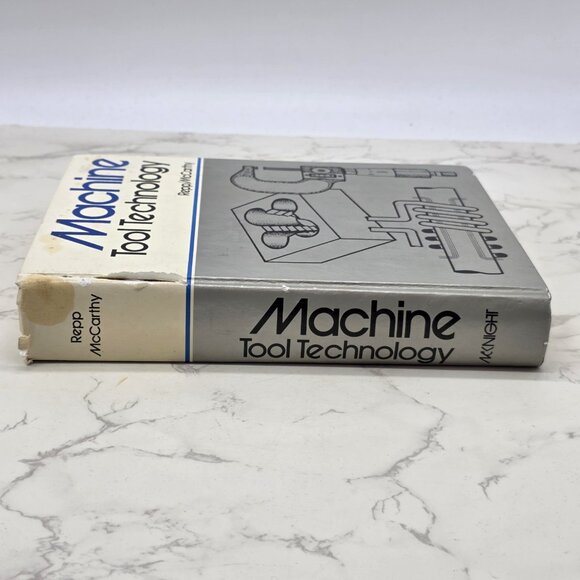 Machine
Tool Technology
Repp/McCarthy
Repp
McCarthy
Machine
Tool Technology
McKNIGHT